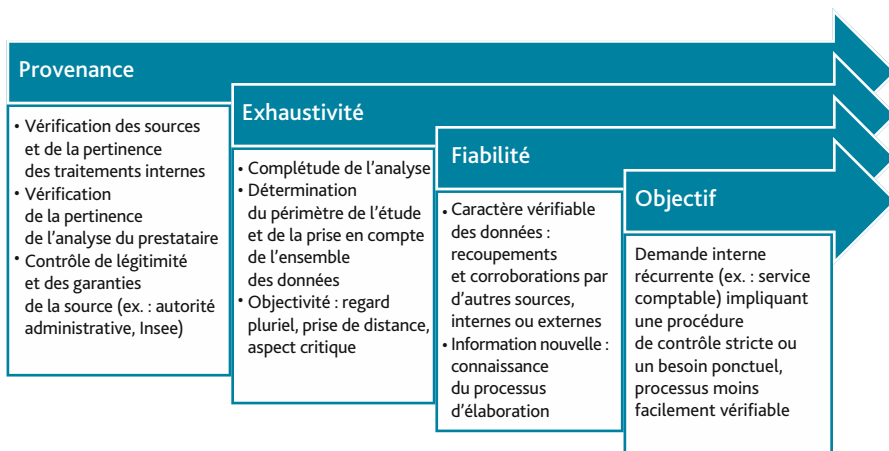 Provenance
• Vérification des sources
et de la pertinence
des traitements internes
• Vérification
de la pertinence
de l'analyse du prestataire
• Contrôle de légitimité
et des garanties
de la source (ex. : autorité
administrative, Insee)
Exhaustivité
• Complétude de l'analyse
• Détermination
du périmètre de l'étude
et de la prise en compte
de l'ensemble
des données
• Objectivité : regard
pluriel, prise de distance,
aspect critique
Fiabilité
• Caractère vérifiable
des données :
recoupements
et corroborations par
d'autres sources,
internes ou externes
• Information nouvelle :
connaissance
du processus
d'élaboration
Objectif
Demande interne
récurrente (ex. : service
comptable) impliquant
une procédure
de contrôle stricte ou
un besoin ponctuel,
processus moins
facilement vérifiable